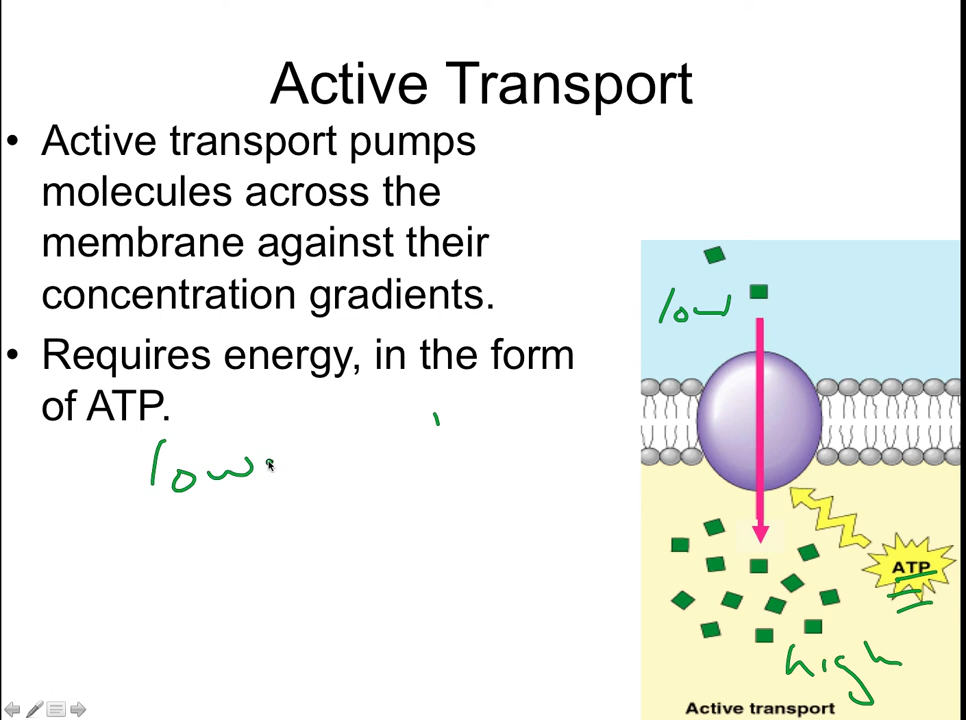 Active Transport
• Active transport pumps
molecules across the
membrane against their
concentration gradients.
• Requires energy, in the form
of ATP.
low
low
ATP
high
Active transport